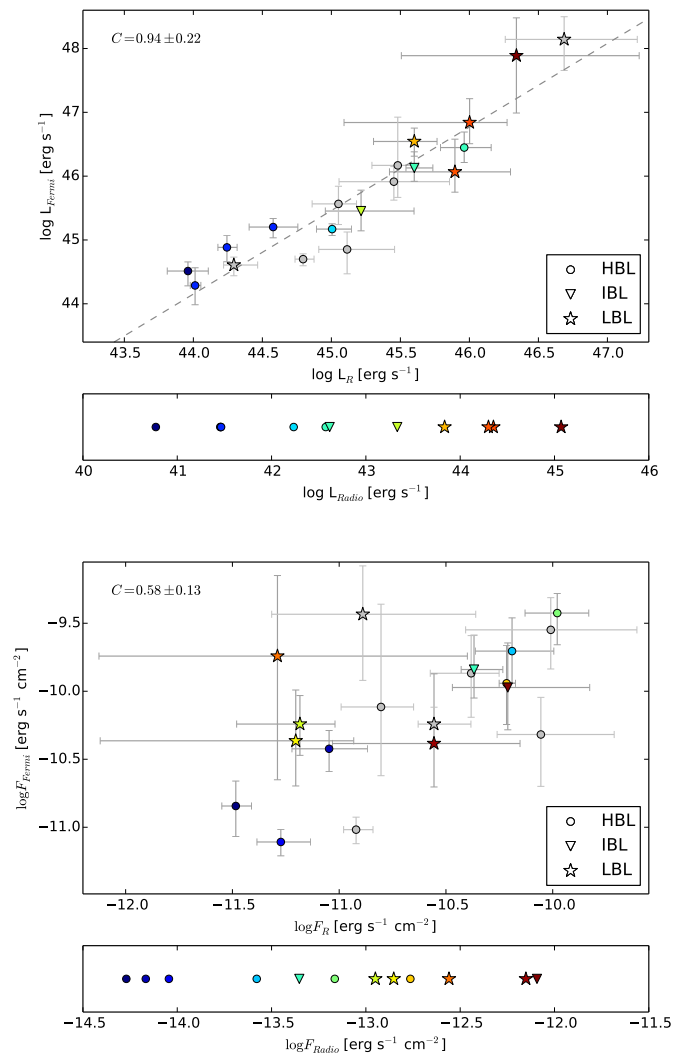 C=0.94±0.22
48
47
46
45
44
log L_Fermi [erg s⁻¹]
HBL
IBL
LBL
43.5 44.0 44.5 45.0 45.5 46.0 46.5 47.0
log L_R [erg s⁻¹]
40 41 42 43 44 45 46
log L_Radio [erg s⁻¹]
C=0.58±0.13
−9.5
−10.0
−10.5
−11.0
logF_Fermi [erg s⁻¹ cm⁻²]
HBL
IBL
LBL
−12.0 −11.5 −11.0 −10.5 −10.0
logF_R [erg s⁻¹ cm⁻²]
−14.5 −14.0 −13.5 −13.0 −12.5 −12.0 −11.5
logF_Radio [erg s⁻¹ cm⁻²]